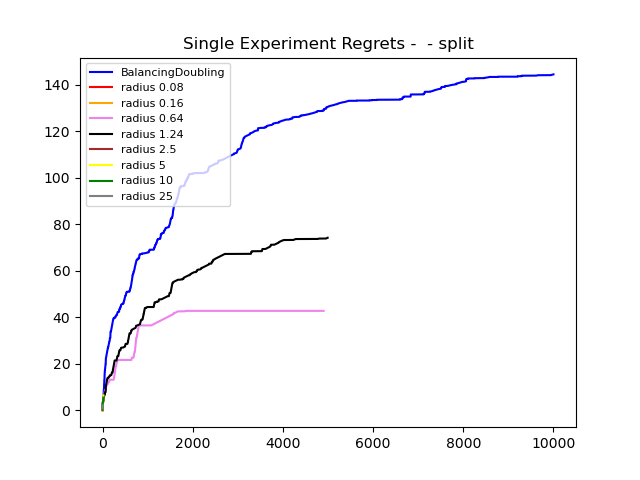 Single Experiment Regrets -  - split
BalancingDoubling
radius 0.08
radius 0.16
radius 0.64
radius 1.24
radius 2.5
radius 5
radius 10
radius 25
140
120
100
80
60
40
20
0
0 2000 4000 6000 8000 10000